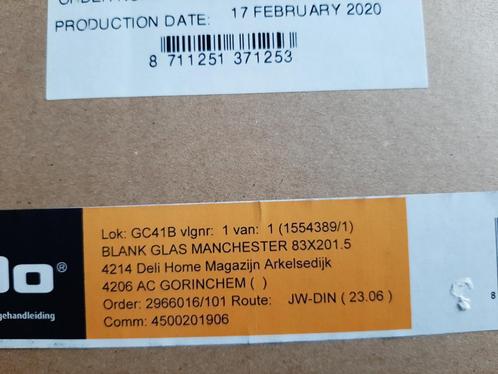 PRODUCTION DATE: 17 FEBRUARY 2020
8 711251 371253
Lok: GC41B vlgnr: 1 van: 1 (1554389/1)
BLANK GLAS MANCHESTER 83X201.5
4214 Deli Home Magazijn Arkelsedijk
4206 AC GORINCHEM ( )
Order: 2966016/101 Route: JW-DIN ( 23.06 )
Comm: 4500201906
®
8